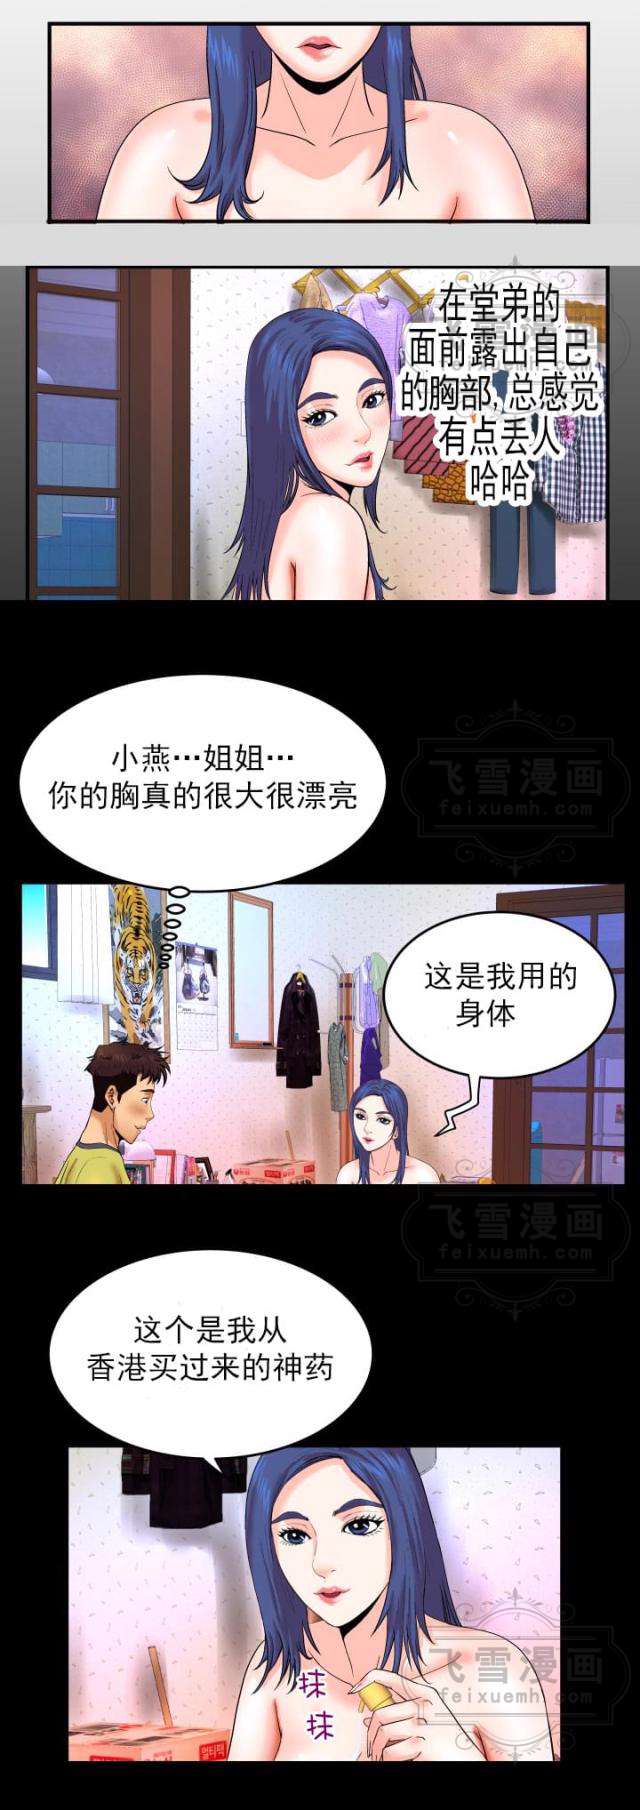 在堂弟的
面前露出自己
的胸部,总感觉
有点丢人
哈哈
小燕…姐姐…
你的胸真的很大很漂亮
飞雪漫画
feixuemh.com
这是我用的
身体
飞雪漫画
feixuemh.com
这个是我从
香港买过来的神药
抹
抹
飞雪漫画
feixuemh.com
멀티팩